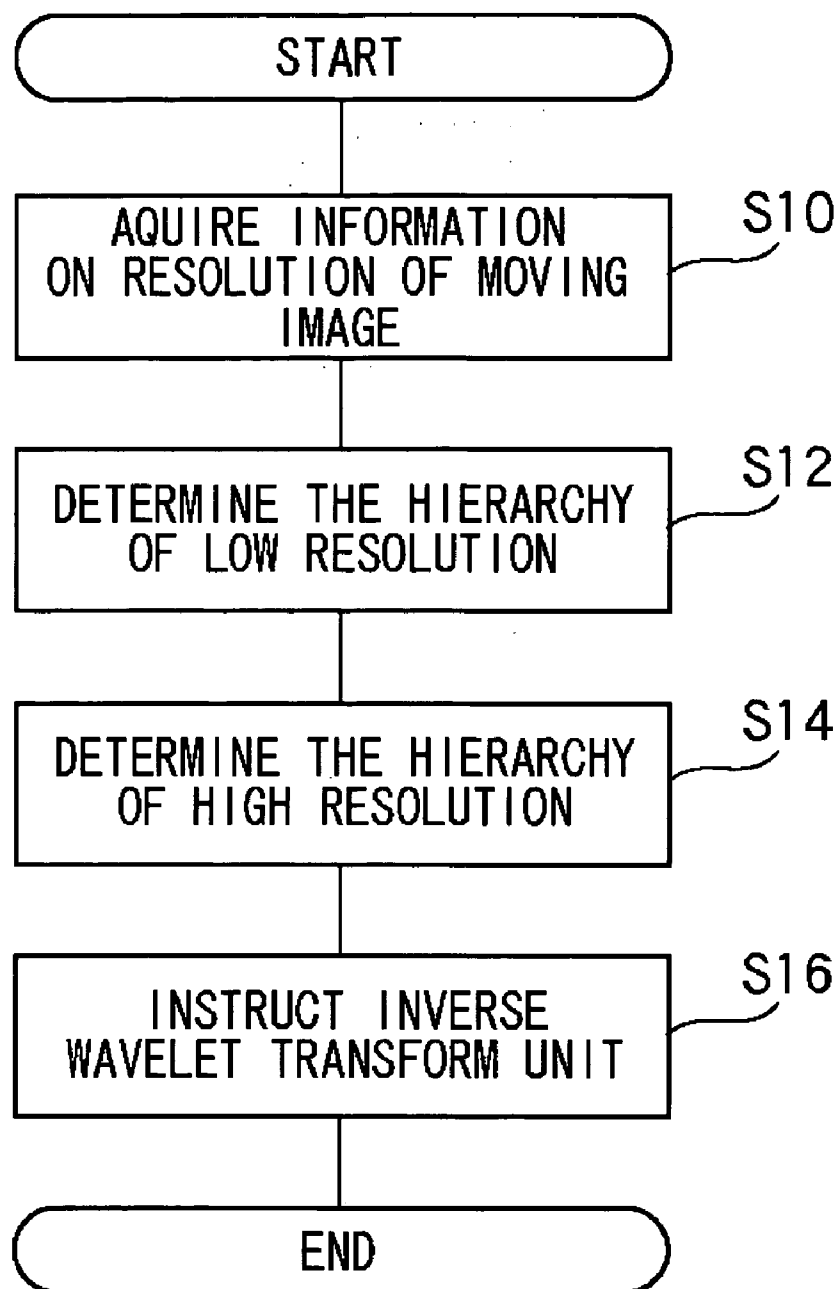 START
S10
AQUIRE INFORMATION
ON RESOLUTION OF MOVING
IMAGE
S12
DETERMINE THE HIERARCHY
OF LOW RESOLUTION
S14
DETERMINE THE HIERARCHY
OF HIGH RESOLUTION
S16
INSTRUCT INVERSE
WAVELET TRANSFORM UNIT
END